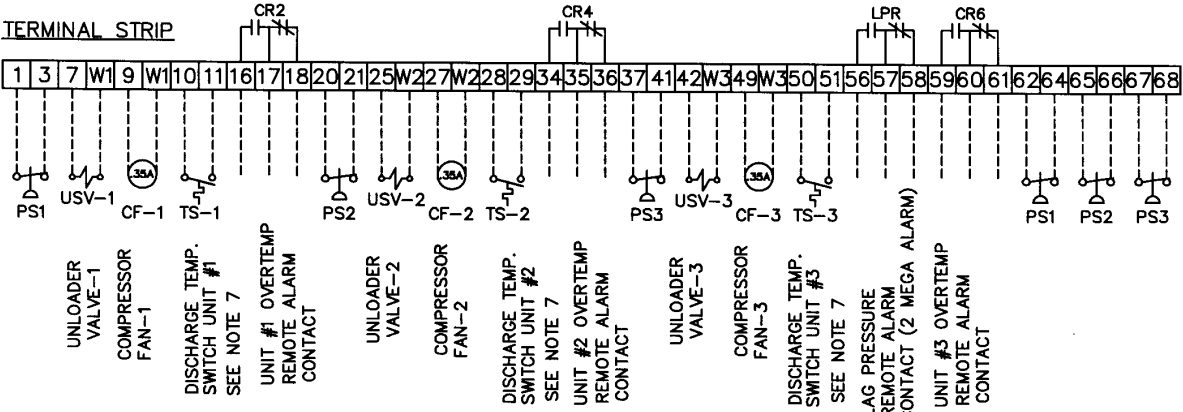 CR2 CR4 LPR CR6
TERMINAL STRIP
1 3 7 W1 9 W1 10 11 16 17 18 20 21 25 W2 27 W2 28 29 34 35 36 37 41 42 W3 49 W3 50 51 56 57 58 59 60 61 62 64 65 66 67 68
.35A .35A .35A
PS1 USV-1 CF-1 TS-1 PS2 USV-2 CF-2 TS-2 PS3 USV-3 CF-3 TS-3 PS1 PS2 PS3
UNLOADER
VALVE-1
COMPRESSOR
FAN-1
DISCHARGE TEMP.
SWITCH UNIT #1
SEE NOTE 7
UNIT #1 OVERTEMP
REMOTE ALARM
CONTACT
UNLOADER
VALVE-2
COMPRESSOR
FAN-2
DISCHARGE TEMP.
SWITCH UNIT #2
SEE NOTE 7
UNIT #2 OVERTEMP
REMOTE ALARM
CONTACT
UNLOADER
VALVE-3
COMPRESSOR
FAN-3
DISCHARGE TEMP.
SWITCH UNIT #3
SEE NOTE 7
LAG PRESSURE
REMOTE ALARM
CONTACT (2 MEGA ALARM)
UNIT #3 OVERTEMP
REMOTE ALARM
CONTACT